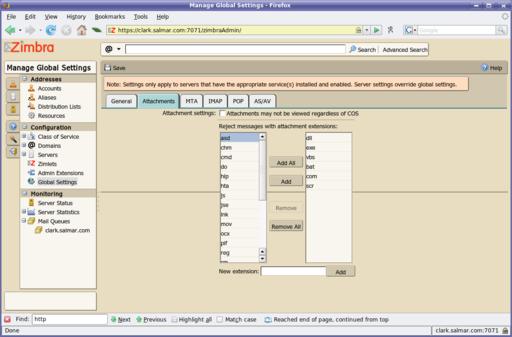 Manage Global Settings - Firefox
File Edit View History Bookmarks Tools Help
https://clark.salmar.com:7071/zimbraAdmin/
Zimbra
@ Search Advanced Search
Manage Global Settings
Save Help
Addresses
Accounts
Aliases
Distribution Lists
Resources
Configuration
Class of Service
Domains
Servers
Zimlets
Admin Extensions
Global Settings
Monitoring
Server Status
Server Statistics
Mail Queues
clark.salmar.com
Note: Settings only apply to servers that have the appropriate service(s) installed and enabled. Server settings override global settings.
General Attachments MTA IMAP POP AS/AV
Attachment settings: Attachments may not be viewed regardless of COS
Reject messages with attachment extensions:
asd
chm
cmd
do
hlp
hta
js
jse
lnk
mov
ocx
pif
reg
Add All
Add
Remove
Remove All
dll
exe
vbs
bat
com
scr
New extension: Add
Find: http Next Previous Highlight all Match case Reached end of page, continued from top
Done clark.salmar.com:7071